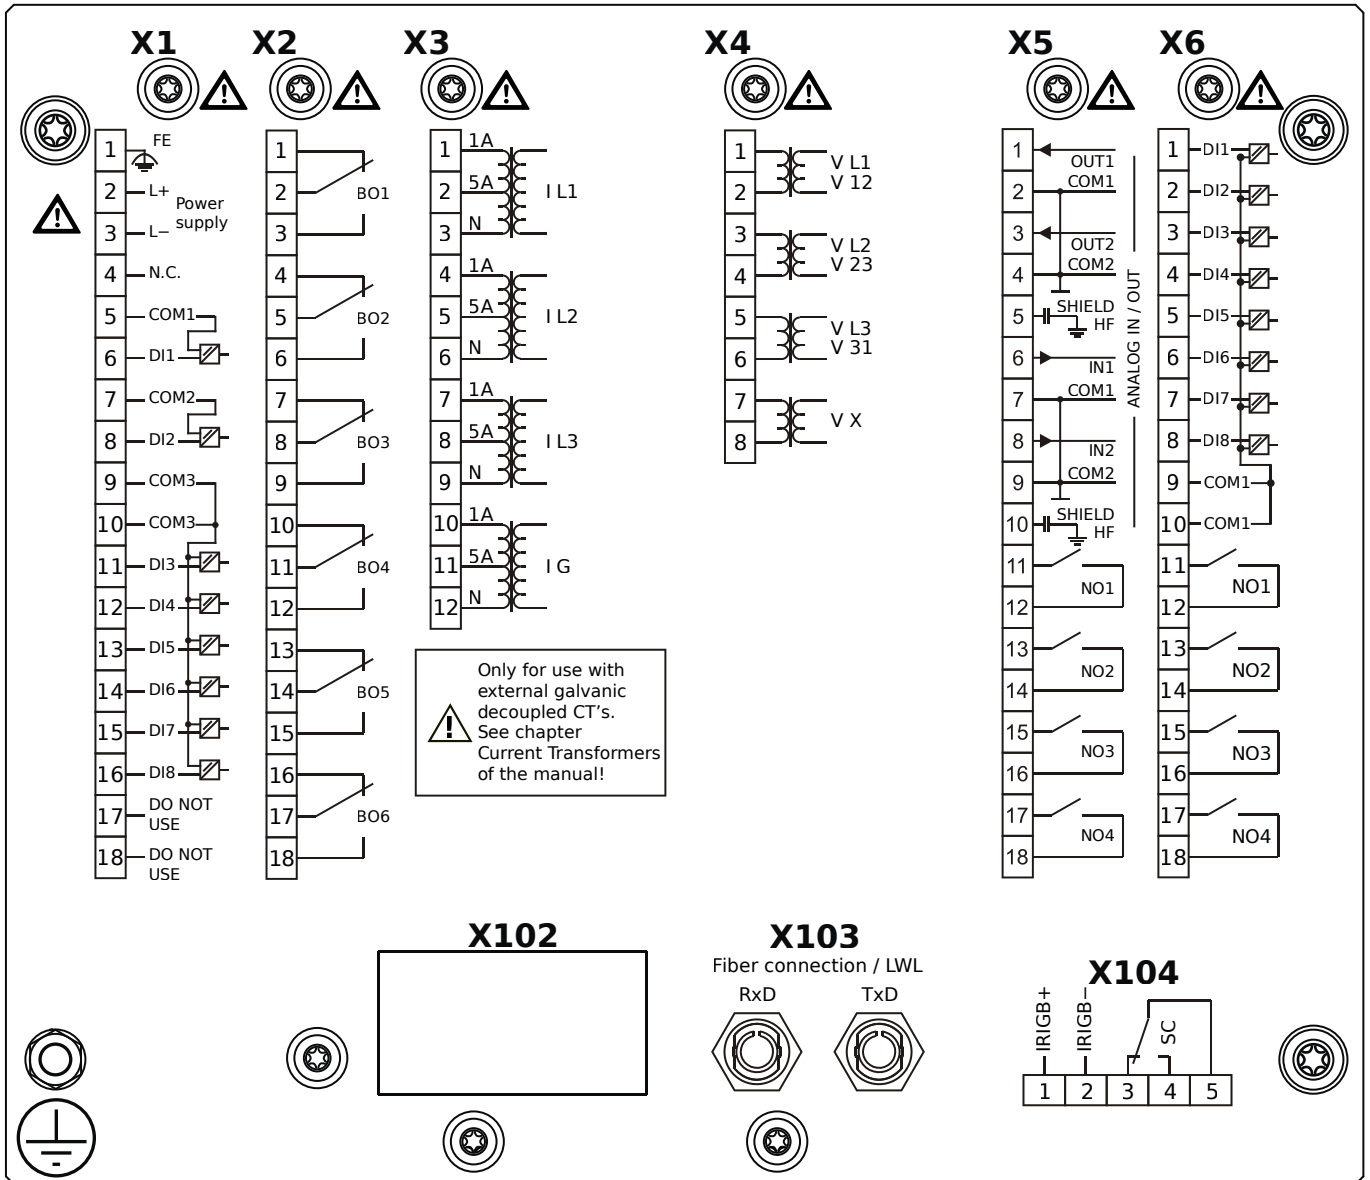 X1 X2 X3 X4 X5 X6
1 FE
2 L+
3 L−
Power
supply
4 N.C.
5 COM1
6 DI1
7 COM2
8 DI2
9 COM3
10 COM3
11 DI3
12 DI4
13 DI5
14 DI6
15 DI7
16 DI8
17 DO NOT
USE
18 DO NOT
USE
1
2 BO1
3
4
5 BO2
6
7
8 BO3
9
10
11 BO4
12
13
14 BO5
15
16
17 BO6
18
1 1A
2 5A I L1
3 N
4 1A
5 5A I L2
6 N
7 1A
8 5A I L3
9 N
10 1A
11 5A I G
12 N
Only for use with
external galvanic
decoupled CT's.
See chapter
Current Transformers
of the manual!
1 V L1
2 V 12
3 V L2
4 V 23
5 V L3
6 V 31
7 V X
8
1 OUT1
2 COM1
3 OUT2
4 COM2
5 SHIELD
HF
6 IN1
7 COM1
8 IN2
9 COM2
10 SHIELD
HF
ANALOG IN / OUT
11
NO1
12
13
NO2
14
15
NO3
16
17
NO4
18
1 DI1
2 DI2
3 DI3
4 DI4
5 DI5
6 DI6
7 DI7
8 DI8
9 COM1
10 COM1
11
NO1
12
13
NO2
14
15
NO3
16
17
NO4
18
X102
X103
Fiber connection / LWL
RxD TxD
X104
IRIGB+
IRIGB−
SC
1 2 3 4 5